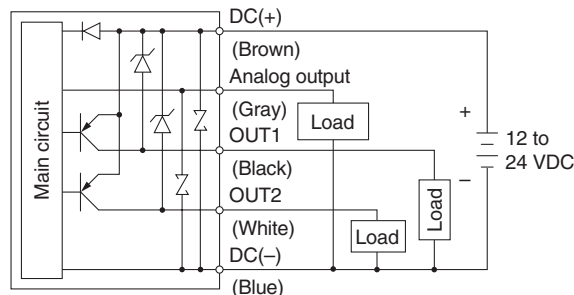 DC(+)
(Brown)
Analog output
(Gray)
OUT1
(Black)
OUT2
(White)
DC(–)
(Blue)
Main circuit
Load
Load
Load
+
12 to
24 VDC
–